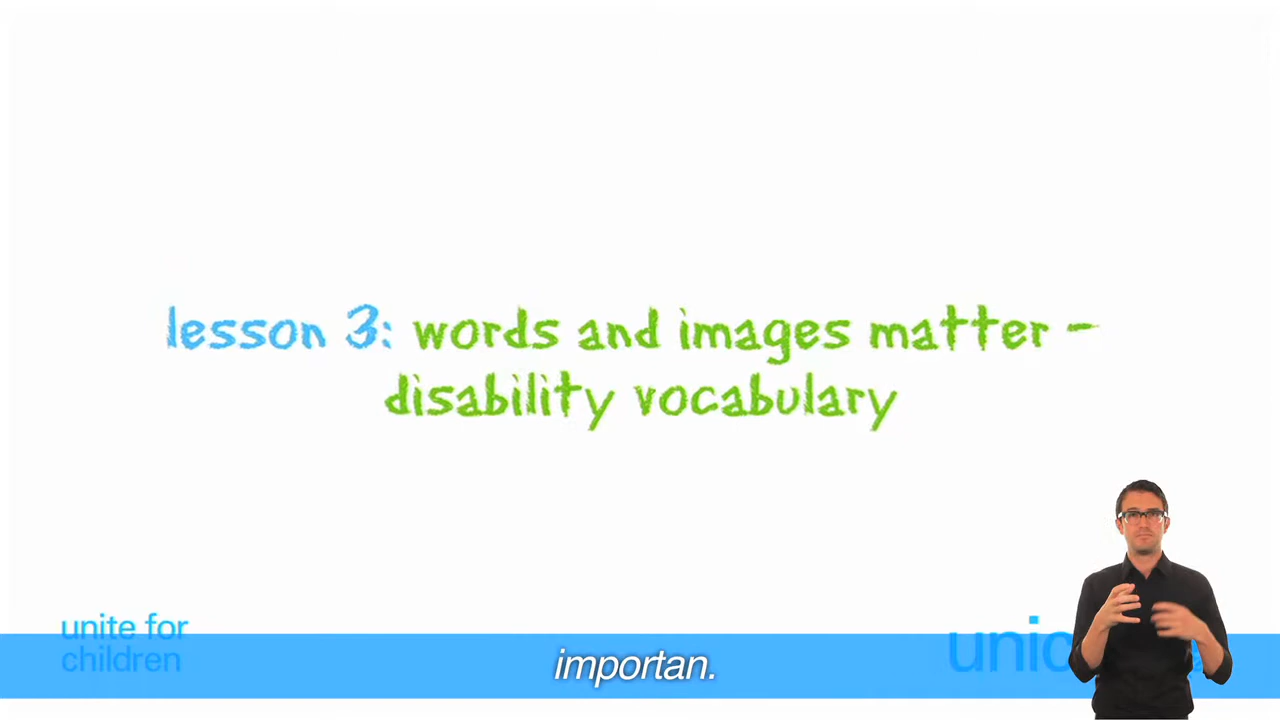 lesson 3: words and images matter -
disability vocabulary
unite for
children
importan.